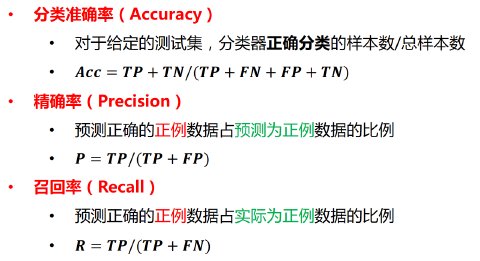 • 分类准确率（Accuracy）
• 对于给定的测试集，分类器正确分类的样本数/总样本数
• Acc = TP + TN/(TP + FN + FP + TN)
• 精确率（Precision）
• 预测正确的正例数据占预测为正例数据的比例
• P = TP/(TP + FP)
• 召回率（Recall）
• 预测正确的正例数据占实际为正例数据的比例
• R = TP/(TP + FN)